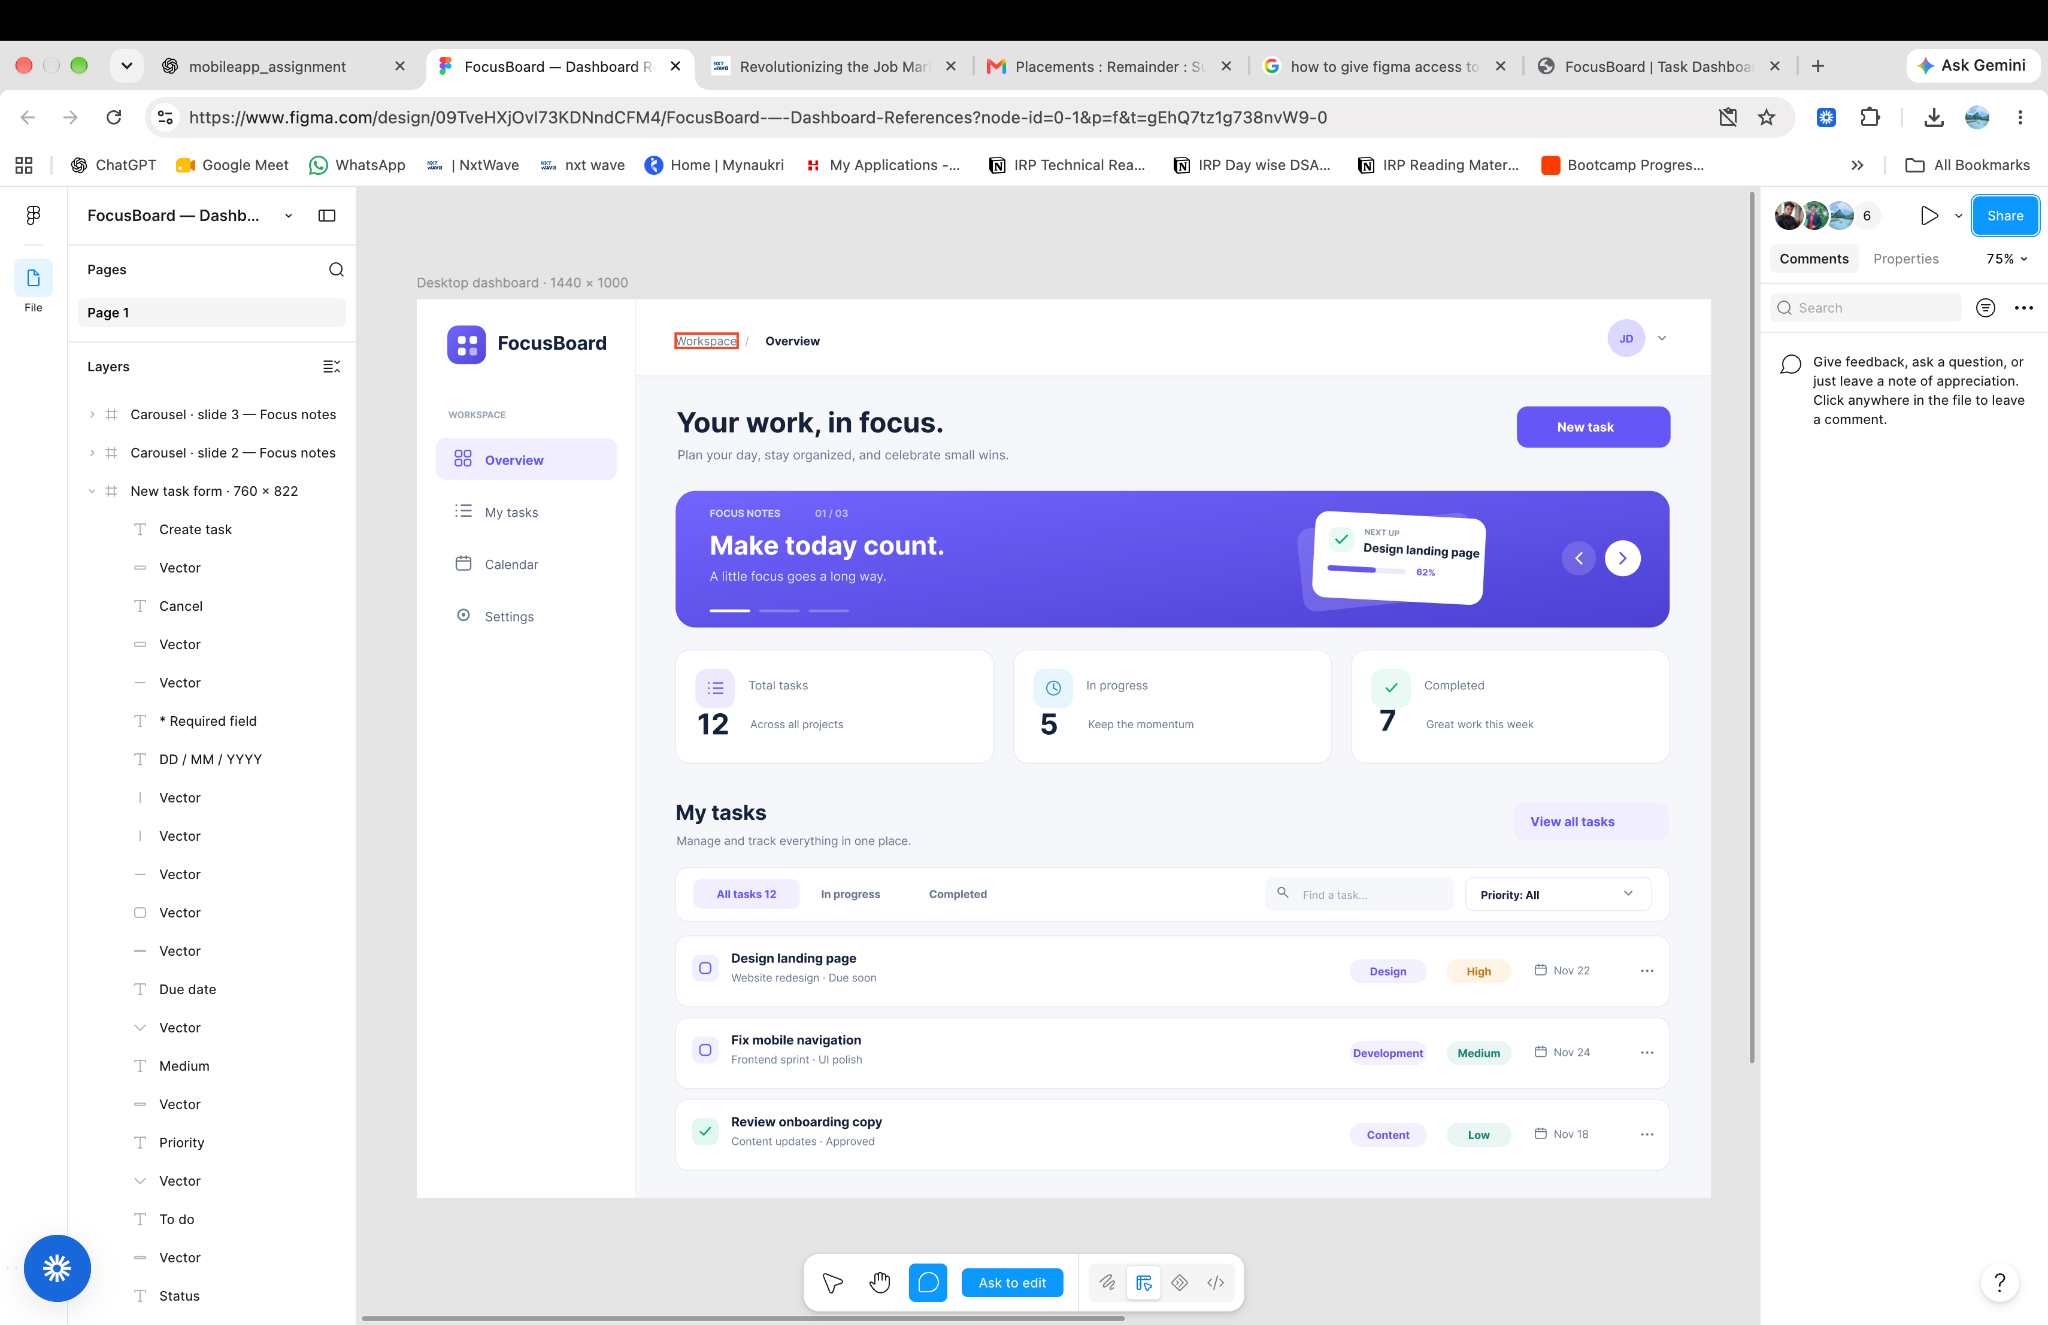 mobileapp_assignment
FocusBoard — Dashboard R
Revolutionizing the Job Mar
Placements : Remainder : Su
how to give figma access to
FocusBoard | Task Dashboar
Ask Gemini
https://www.figma.com/design/09TveHXjOvI73KDNndCFM4/FocusBoard-—-Dashboard-References?node-id=0-1&p=f&t=gEhQ7tz1g738nvW9-0
ChatGPT
Google Meet
WhatsApp
| NxtWave
nxt wave
Home | Mynaukri
My Applications -...
IRP Technical Rea...
IRP Day wise DSA...
IRP Reading Mater...
Bootcamp Progres...
All Bookmarks
File
FocusBoard — Dashb...
Pages
Page 1
Layers
Carousel · slide 3 — Focus notes
Carousel · slide 2 — Focus notes
New task form · 760 × 822
Create task
Vector
Cancel
Vector
Vector
* Required field
DD / MM / YYYY
Vector
Vector
Vector
Vector
Vector
Due date
Vector
Medium
Vector
Priority
Vector
To do
Vector
Status
Desktop dashboard · 1440 × 1000
FocusBoard
WORKSPACE
Overview
My tasks
Calendar
Settings
Workspace / Overview
JD
Your work, in focus.
Plan your day, stay organized, and celebrate small wins.
New task
FOCUS NOTES 01 / 03
Make today count.
A little focus goes a long way.
NEXT UP
Design landing page
62%
Total tasks
12 Across all projects
In progress
5 Keep the momentum
Completed
7 Great work this week
My tasks
Manage and track everything in one place.
View all tasks
All tasks 12
In progress
Completed
Find a task...
Priority: All
Design landing page
Website redesign · Due soon
Design High Nov 22
Fix mobile navigation
Frontend sprint · UI polish
Development Medium Nov 24
Review onboarding copy
Content updates · Approved
Content Low Nov 18
Ask to edit
6
Share
Comments
Properties
75%
Search
Give feedback, ask a question, or
just leave a note of appreciation.
Click anywhere in the file to leave
a comment.
?